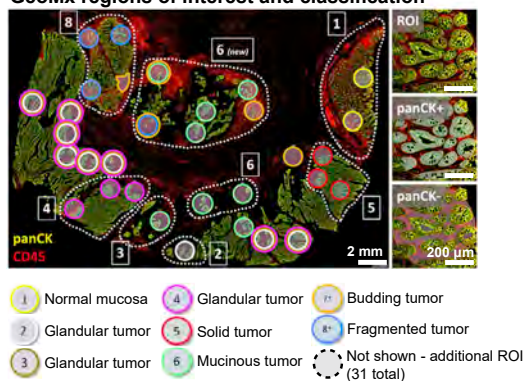 GeoMx regions of interest and classification
8
6 (new)
1
ROI
panCK+
6
4
5
panCK-
3
2
panCK
CD45
2 mm
200 μm
1 Normal mucosa
4 Glandular tumor
7* Budding tumor
2 Glandular tumor
5 Solid tumor
8* Fragmented tumor
3 Glandular tumor
6 Mucinous tumor
Not shown - additional ROI
(31 total)